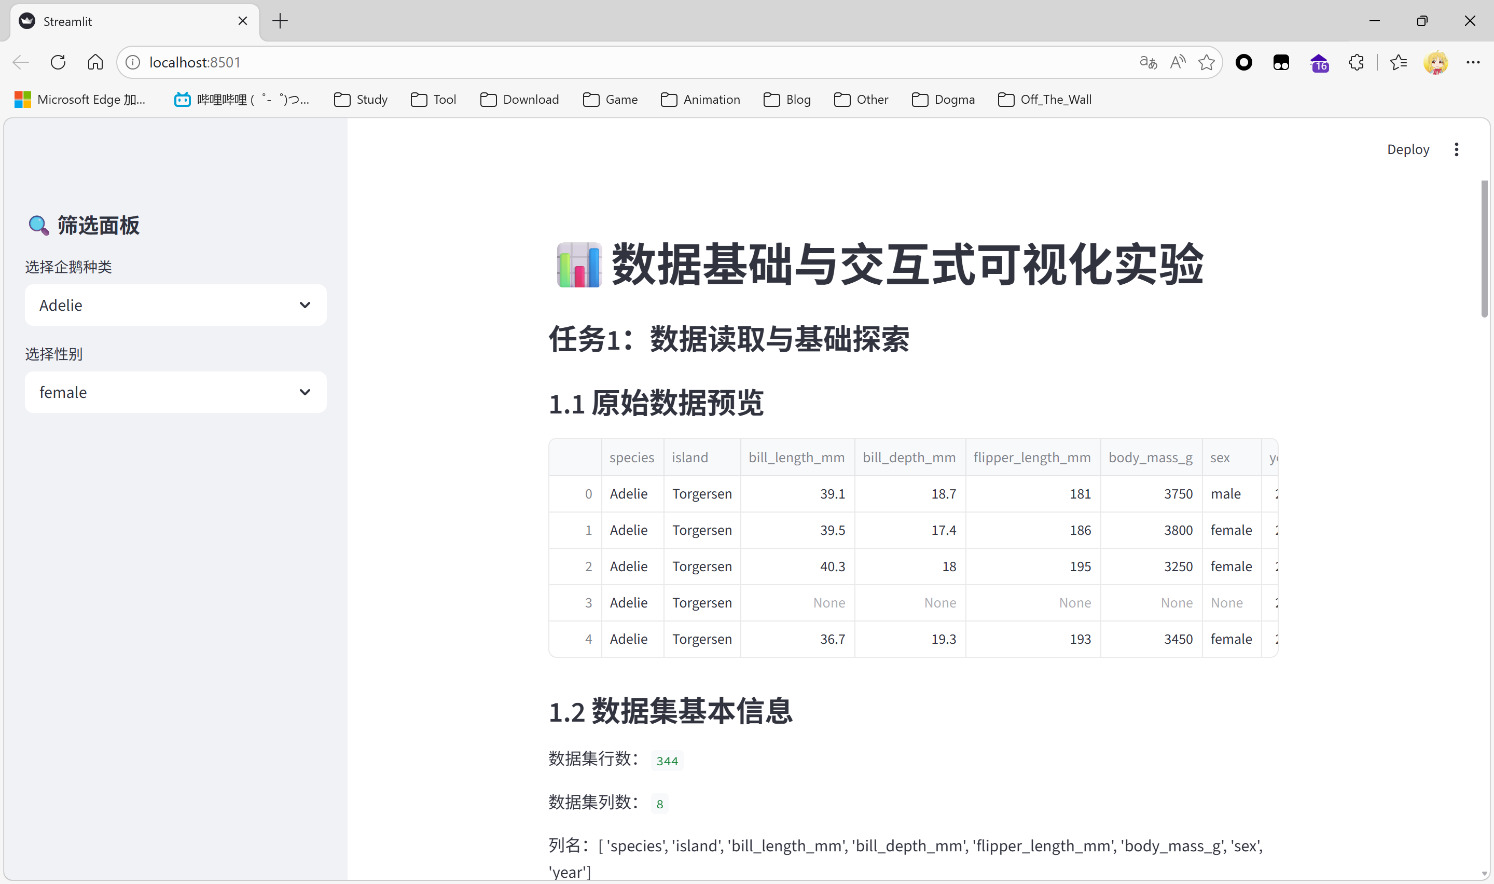 Streamlit
localhost:8501
Microsoft Edge 加...
哔哩哔哩 (゜-゜)つ...
Study
Tool
Download
Game
Animation
Blog
Other
Dogma
Off_The_Wall
16
Deploy
筛选面板
选择企鹅种类
Adelie
选择性别
female
数据基础与交互式可视化实验
任务1：数据读取与基础探索
1.1 原始数据预览
species island bill_length_mm bill_depth_mm flipper_length_mm body_mass_g sex
0 Adelie Torgersen 39.1 18.7 181 3750 male
1 Adelie Torgersen 39.5 17.4 186 3800 female
2 Adelie Torgersen 40.3 18 195 3250 female
3 Adelie Torgersen None None None None None
4 Adelie Torgersen 36.7 19.3 193 3450 female
1.2 数据集基本信息
数据集行数： 344
数据集列数： 8
列名：[ 'species', 'island', 'bill_length_mm', 'bill_depth_mm', 'flipper_length_mm', 'body_mass_g', 'sex',
'year']